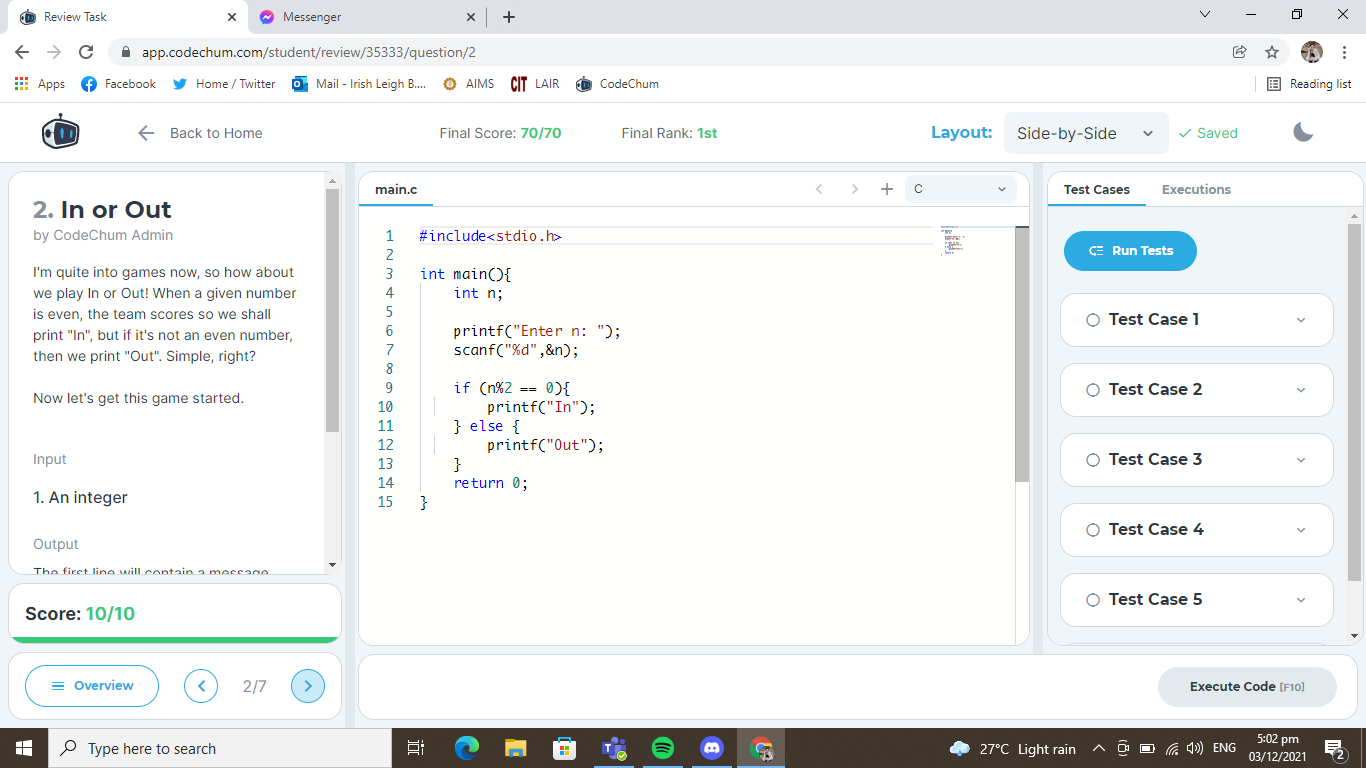 Review Task
Messenger
app.codechum.com/student/review/35333/question/2
Apps
Facebook
Home / Twitter
Mail - Irish Leigh B....
AIMS
CIT LAIR
CodeChum
Reading list
Back to Home
Final Score: 70/70
Final Rank: 1st
Layout:
Side-by-Side
Saved
2. In or Out
by CodeChum Admin
I'm quite into games now, so how about
we play In or Out! When a given number
is even, the team scores so we shall
print "In", but if it's not an even number,
then we print "Out". Simple, right?
Now let's get this game started.
Input
1. An integer
Output
The first line will contain a message
Score: 10/10
Overview
2/7
main.c
C
1 #include<stdio.h>
2
3 int main(){
4 int n;
5
6 printf("Enter n: ");
7 scanf("%d",&n);
8
9 if (n%2 == 0){
10 printf("In");
11 } else {
12 printf("Out");
13 }
14 return 0;
15 }
Test Cases
Executions
Run Tests
Test Case 1
Test Case 2
Test Case 3
Test Case 4
Test Case 5
Execute Code [F10]
Type here to search
27°C Light rain
ENG
5:02 pm
03/12/2021
2